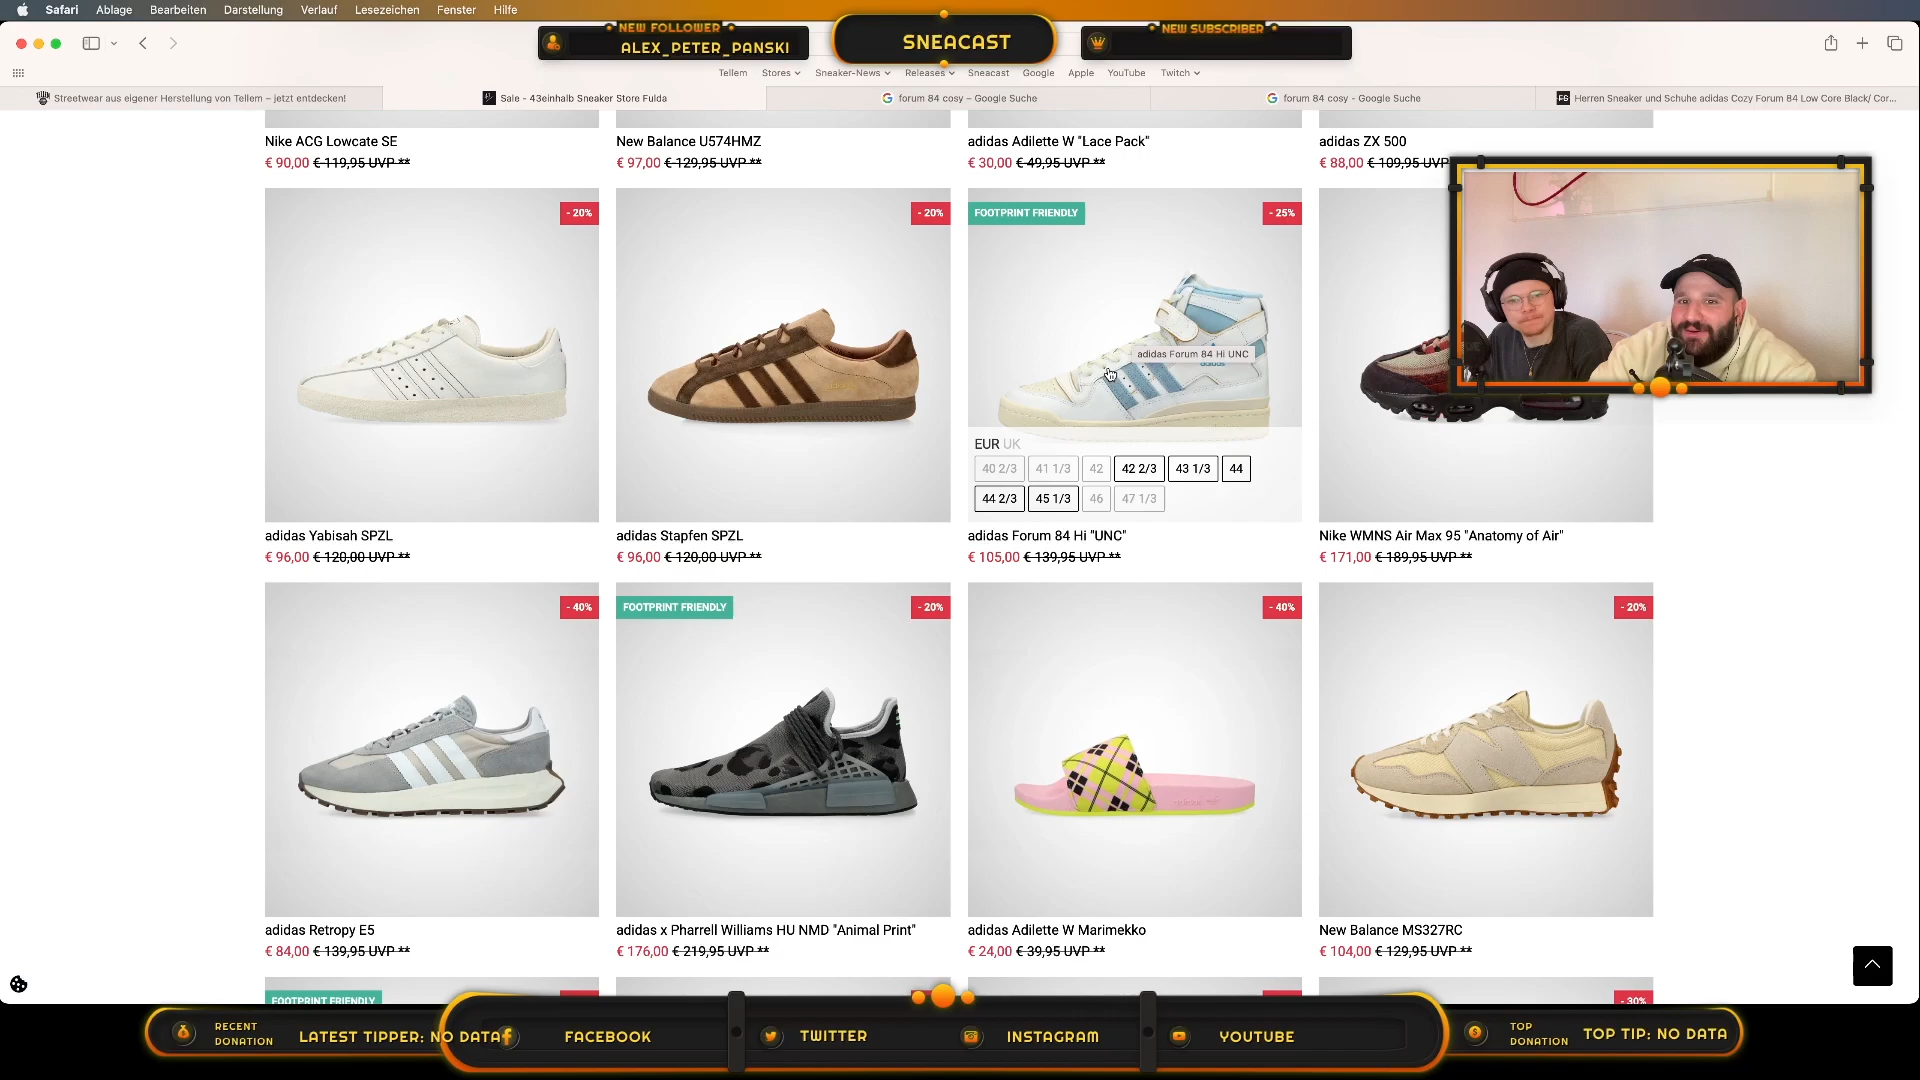 Safari Ablage Bearbeiten Darstellung Verlauf Lesezeichen Fenster Hilfe
NEW FOLLOWER
ALEX_PETER_PANSKI
SNEACAST
NEW SUBSCRIBER
Tellem Stores Sneaker-News Releases Sneacast Google Apple YouTube Twitch
Streetwear aus eigener Herstellung von Tellem – jetzt entdecken!
Sale - 43einhalb Sneaker Store Fulda
forum 84 cosy – Google Suche
forum 84 cosy - Google Suche
Herren Sneaker und Schuhe adidas Cozy Forum 84 Low Core Black/ Cor...
Nike ACG Lowcate SE
€ 90,00 € 119,95 UVP **
New Balance U574HMZ
€ 97,00 € 129,95 UVP **
adidas Adilette W "Lace Pack"
€ 30,00 € 49,95 UVP **
adidas ZX 500
€ 88,00 € 109,95 UVP
- 20%
- 20%
FOOTPRINT FRIENDLY
- 25%
adidas Forum 84 Hi UNC
EUR UK
40 2/3 41 1/3 42 42 2/3 43 1/3 44
44 2/3 45 1/3 46 47 1/3
adidas Yabisah SPZL
€ 96,00 € 120,00 UVP **
adidas Stapfen SPZL
€ 96,00 € 120,00 UVP **
adidas Forum 84 Hi "UNC"
€ 105,00 € 139,95 UVP **
Nike WMNS Air Max 95 "Anatomy of Air"
€ 171,00 € 189,95 UVP **
- 40%
FOOTPRINT FRIENDLY
- 20%
- 40%
- 20%
adidas Retropy E5
€ 84,00 € 139,95 UVP **
adidas x Pharrell Williams HU NMD "Animal Print"
€ 176,00 € 219,95 UVP **
adidas Adilette W Marimekko
€ 24,00 € 39,95 UVP **
New Balance MS327RC
€ 104,00 € 129,95 UVP **
FOOTPRINT FRIENDLY
- 30%
RECENT
DONATION
LATEST TIPPER: NO DATA
FACEBOOK
TWITTER
INSTAGRAM
YOUTUBE
TOP
DONATION
TOP TIP: NO DATA